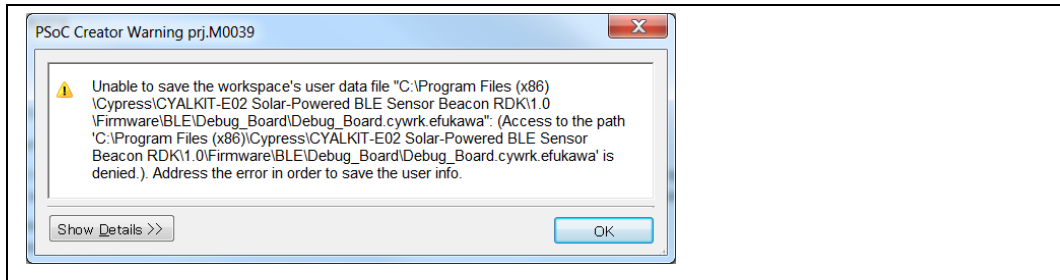 PSoC Creator Warning prj.M0039
Unable to save the workspace's user data file "C:\Program Files (x86)
\Cypress\CYALKIT-E02 Solar-Powered BLE Sensor Beacon RDK\1.0
\Firmware\BLE\Debug_Board\Debug_Board.cywrk.efukawa": (Access to the path
'C:\Program Files (x86)\Cypress\CYALKIT-E02 Solar-Powered BLE Sensor
Beacon RDK\1.0\Firmware\BLE\Debug_Board\Debug_Board.cywrk.efukawa' is
denied.). Address the error in order to save the user info.
Show Details >>
OK